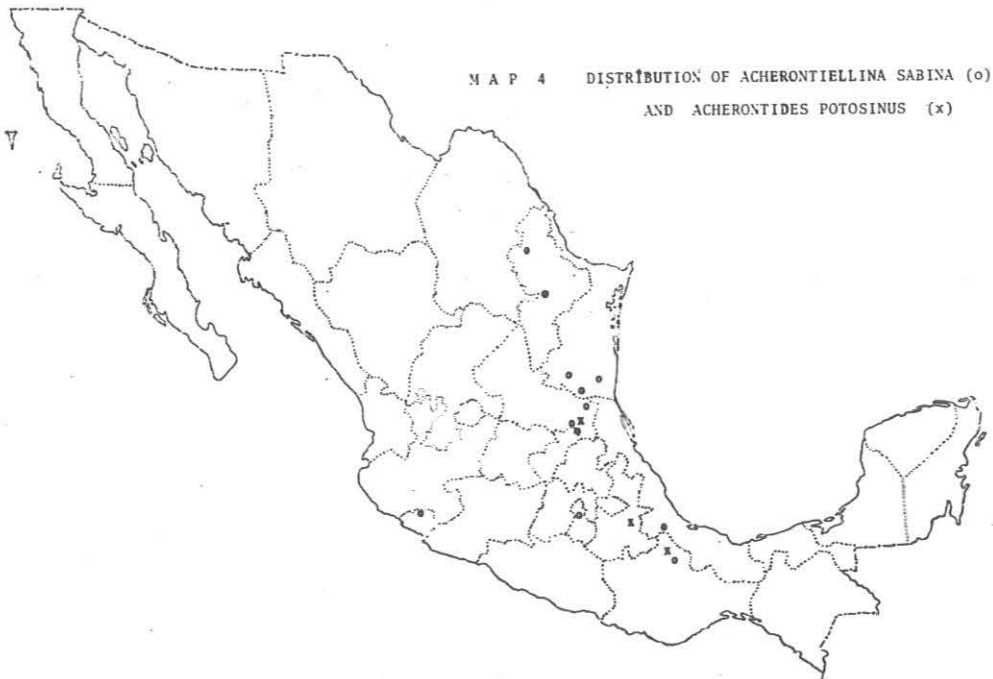 MAP 4 DISTRIBUTION OF ACHERONTIELLINA SABINA (o)
AND ACHERONTIDES POTOSINUS (x)